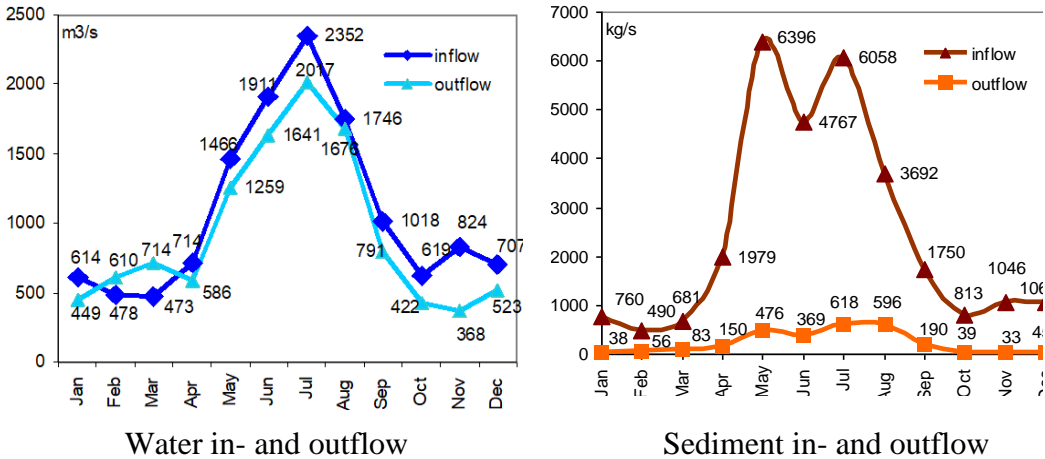 2500
m3/s
2352
inflow
outflow
2000
1911
2017
1746
1641
1676
1500
1466
1259
1000
1018
824
714
714
707
614
610
619
791
500
449
478
473
586
422
368
523
0
Jan
Feb
Mar
Apr
May
Jun
Jul
Aug
Sep
Oct
Nov
Dec
Water in- and outflow
7000
kg/s
6396
6058
inflow
outflow
6000
5000
4767
4000
3692
3000
2000
1979
1750
1000
760
490
681
813
1046
38
56
83
150
476
369
618
596
190
39
33
0
Jan
Feb
Mar
Apr
May
Jun
Jul
Aug
Sep
Oct
Nov
Dec
Sediment in- and outflow